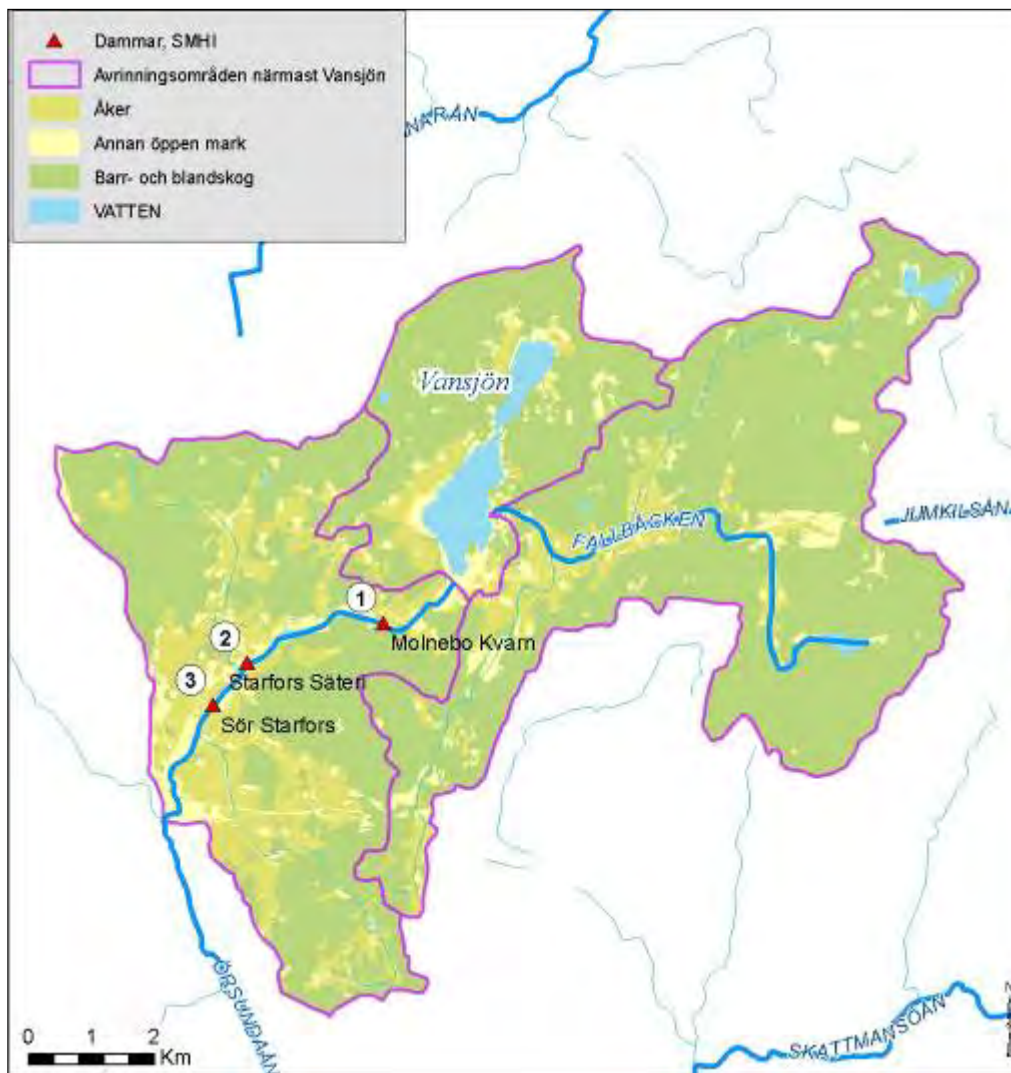 Dammar, SMHI
Avrinningsområden närmast Vansjön
Åker
Annan öppen mark
Barr- och blandskog
VATTEN
Vansjön
FALLBÄCKEN
1
Molnebo Kvarn
2
Starfors Säteri
3
Sör Starfors
ÖRSUNDAÅN
SKATTMANSÖÅN
0 1 2
Km